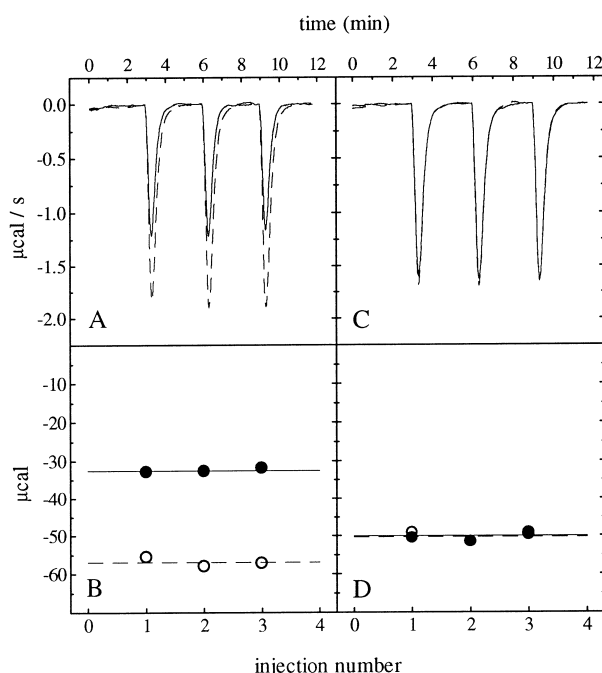 time (min)
0 2 4 6 8 10 12
0 2 4 6 8 10 12
0.0
-0.5
-1.0
-1.5
-2.0
µcal / s
A
C
-10
-20
-30
-40
-50
-60
µcal
B
D
0 1 2 3 4
0 1 2 3 4
injection number